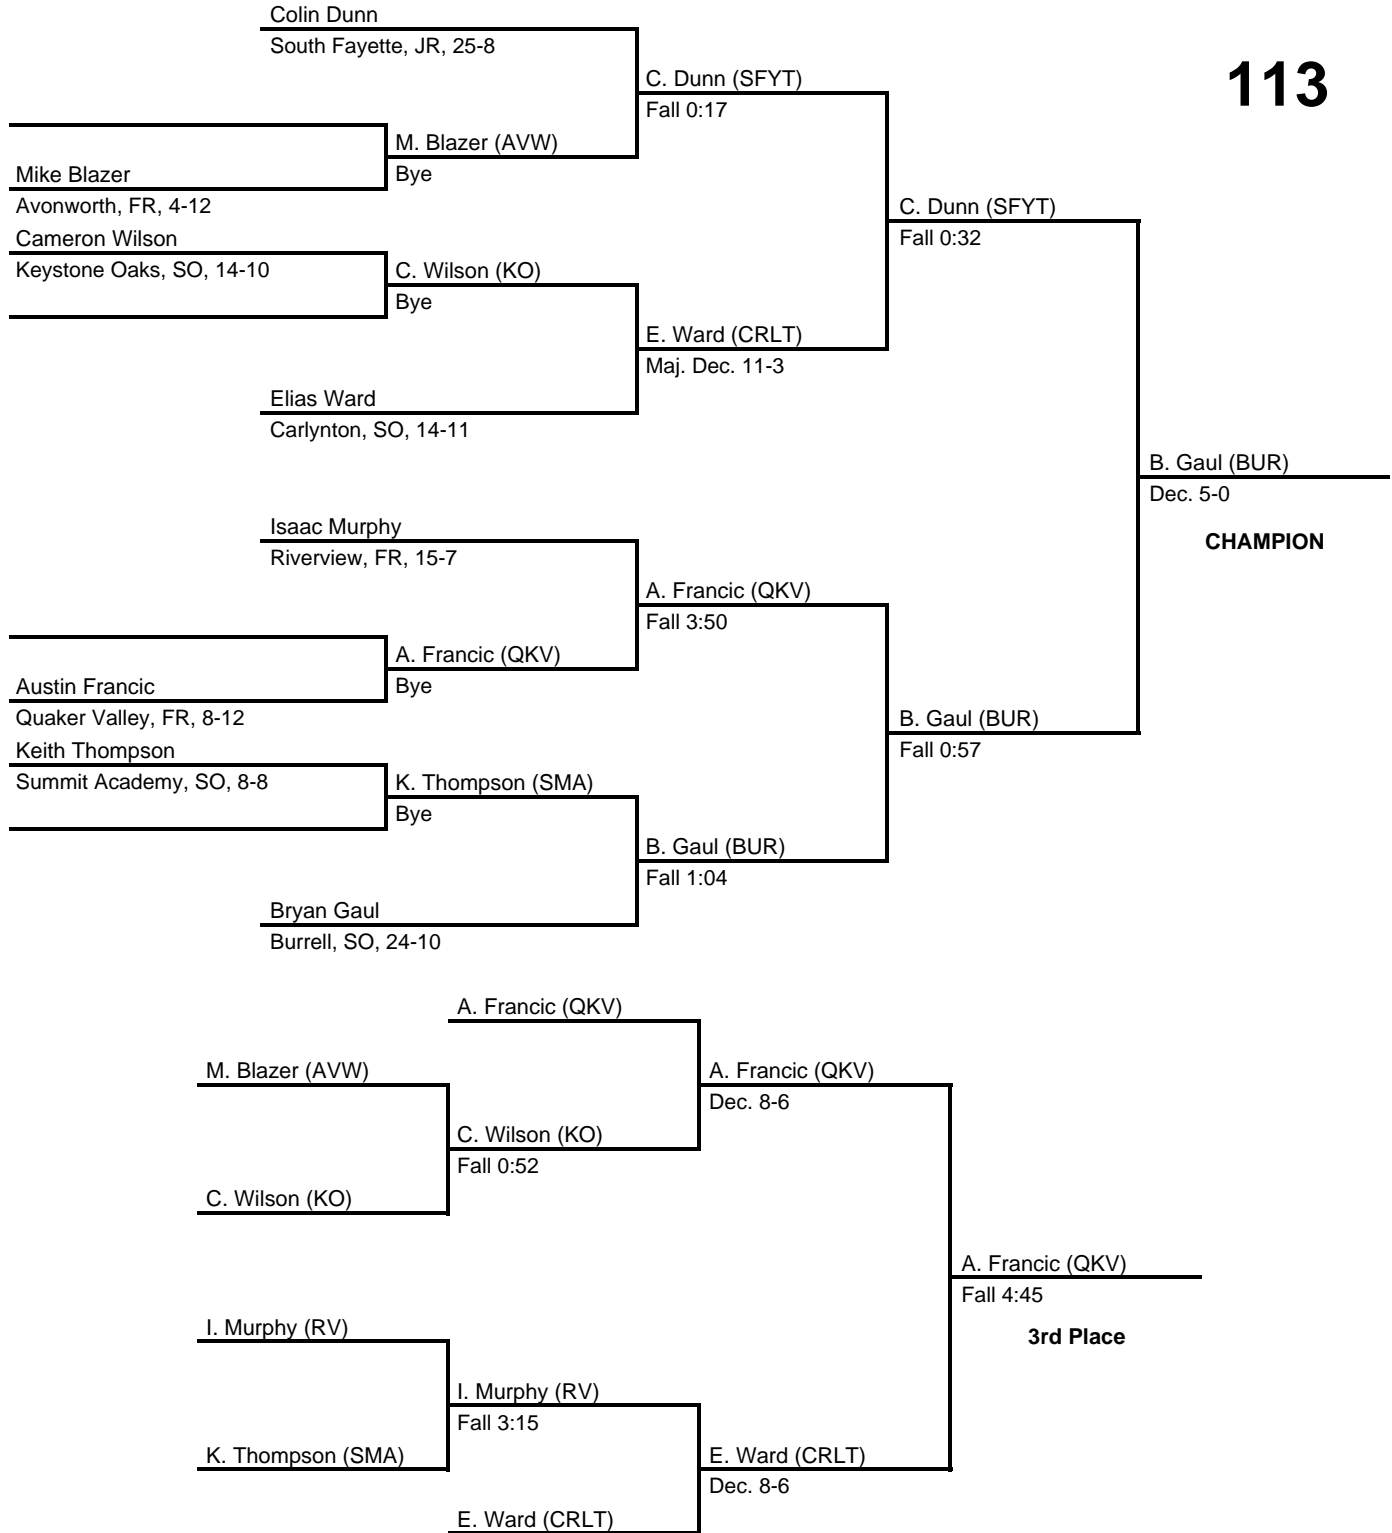 Colin Dunn
South Fayette, JR, 25-8
113
C. Dunn (SFYT)
Fall 0:17
M. Blazer (AVW)
Bye
Mike Blazer
Avonworth, FR, 4-12
C. Dunn (SFYT)
Fall 0:32
Cameron Wilson
Keystone Oaks, SO, 14-10
C. Wilson (KO)
Bye
E. Ward (CRLT)
Maj. Dec. 11-3
Elias Ward
Carlynton, SO, 14-11
B. Gaul (BUR)
Dec. 5-0
CHAMPION
Isaac Murphy
Riverview, FR, 15-7
A. Francic (QKV)
Fall 3:50
A. Francic (QKV)
Bye
Austin Francic
Quaker Valley, FR, 8-12
B. Gaul (BUR)
Fall 0:57
Keith Thompson
Summit Academy, SO, 8-8
K. Thompson (SMA)
Bye
B. Gaul (BUR)
Fall 1:04
Bryan Gaul
Burrell, SO, 24-10
A. Francic (QKV)
M. Blazer (AVW)
A. Francic (QKV)
Dec. 8-6
C. Wilson (KO)
Fall 0:52
C. Wilson (KO)
A. Francic (QKV)
Fall 4:45
3rd Place
I. Murphy (RV)
I. Murphy (RV)
Fall 3:15
K. Thompson (SMA)
E. Ward (CRLT)
Dec. 8-6
E. Ward (CRLT)